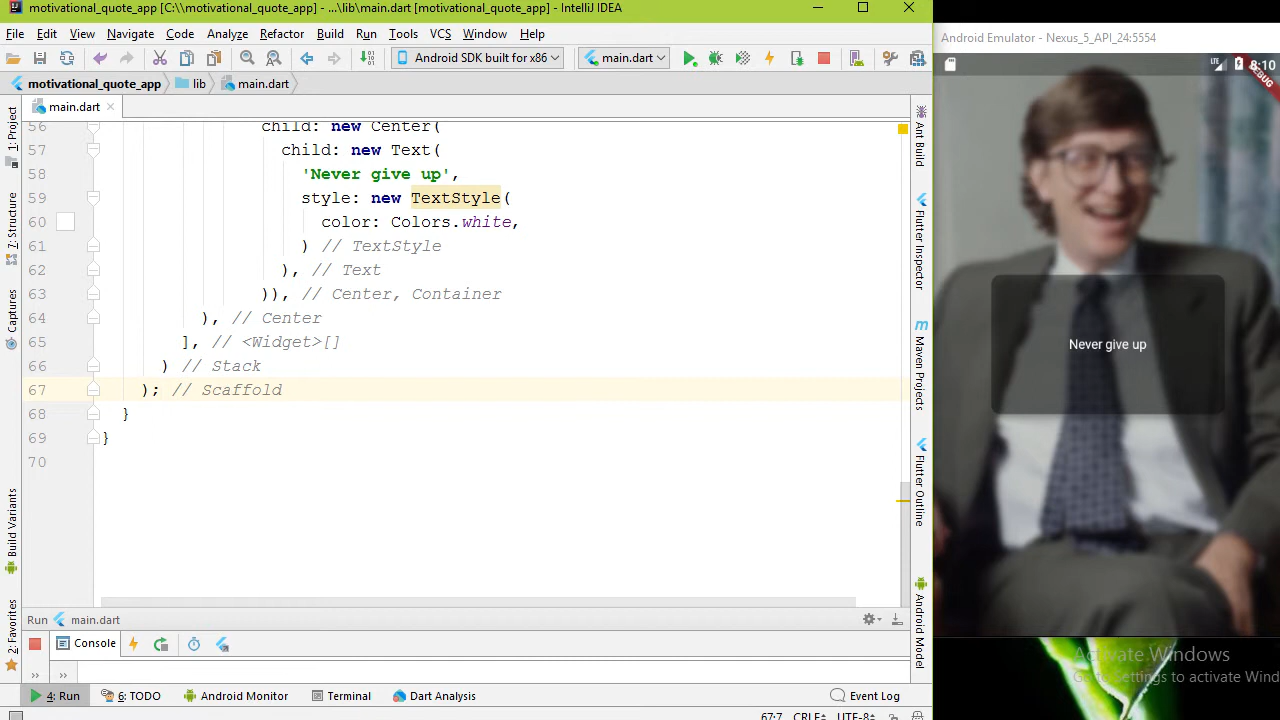 motivational_quote_app [C:\\motivational_quote_app] - ...\lib\main.dart [motivational_quote_app] - IntelliJ IDEA
File Edit View Navigate Code Analyze Refactor Build Run Tools VCS Window Help
Android SDK built for x86
main.dart
motivational_quote_app lib main.dart
main.dart
56 child: new Center(
57 child: new Text(
58 'Never give up',
59 style: new TextStyle(
60 color: Colors.white,
61 ) // TextStyle
62 ), // Text
63 )), // Center, Container
64 ), // Center
65 ], // <Widget>[]
66 ) // Stack
67 ); // Scaffold
68 }
69 }
70
1: Project
7: Structure
Captures
Build Variants
2: Favorites
Ant Build
Flutter Inspector
m
Maven Projects
Flutter Outline
Android Model
Run main.dart
Console
»
»
4: Run 6: TODO Android Monitor Terminal Dart Analysis Event Log
67:7 CRLF UTF-8
Android Emulator - Nexus_5_API_24:5554
LTE 8:10
DEBUG
Never give up
Activate Windows
Go to Settings to activate Wind